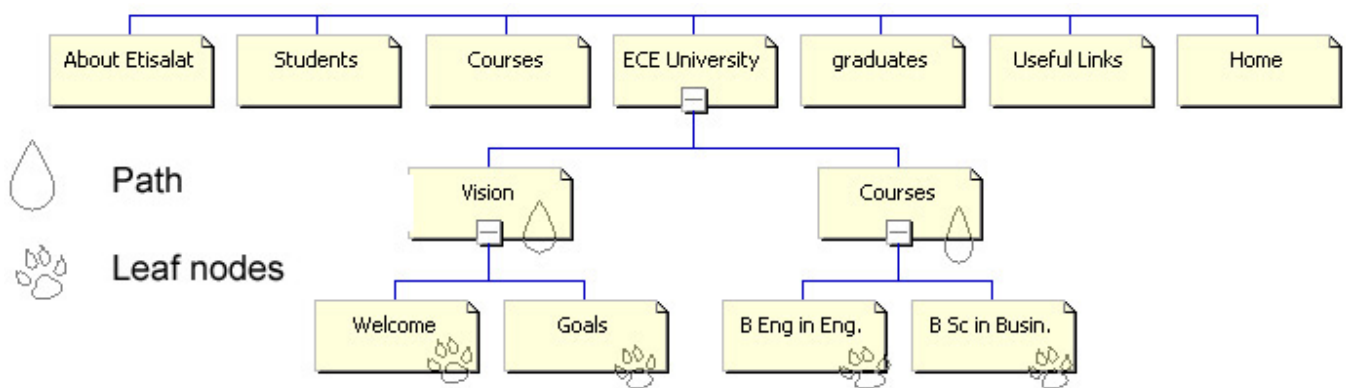 About Etisalat
Students
Courses
ECE University
graduates
Useful Links
Home
Path
Vision
Courses
Leaf nodes
Welcome
Goals
B Eng in Eng.
B Sc in Busin.